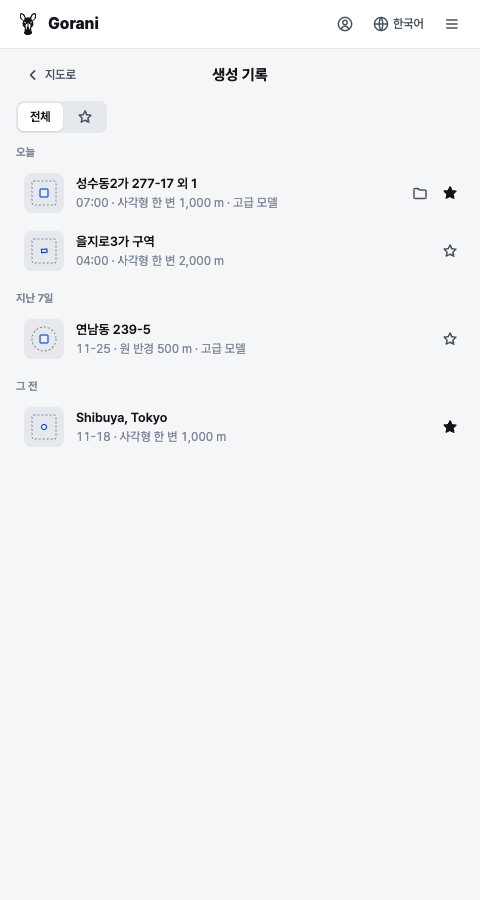 Gorani
한국어
지도로
생성 기록
전체
오늘
성수동2가 277-17 외 1
07:00 · 사각형 한 변 1,000 m · 고급 모델
을지로3가 구역
04:00 · 사각형 한 변 2,000 m
지난 7일
연남동 239-5
11-25 · 원 반경 500 m · 고급 모델
그 전
Shibuya, Tokyo
11-18 · 사각형 한 변 1,000 m